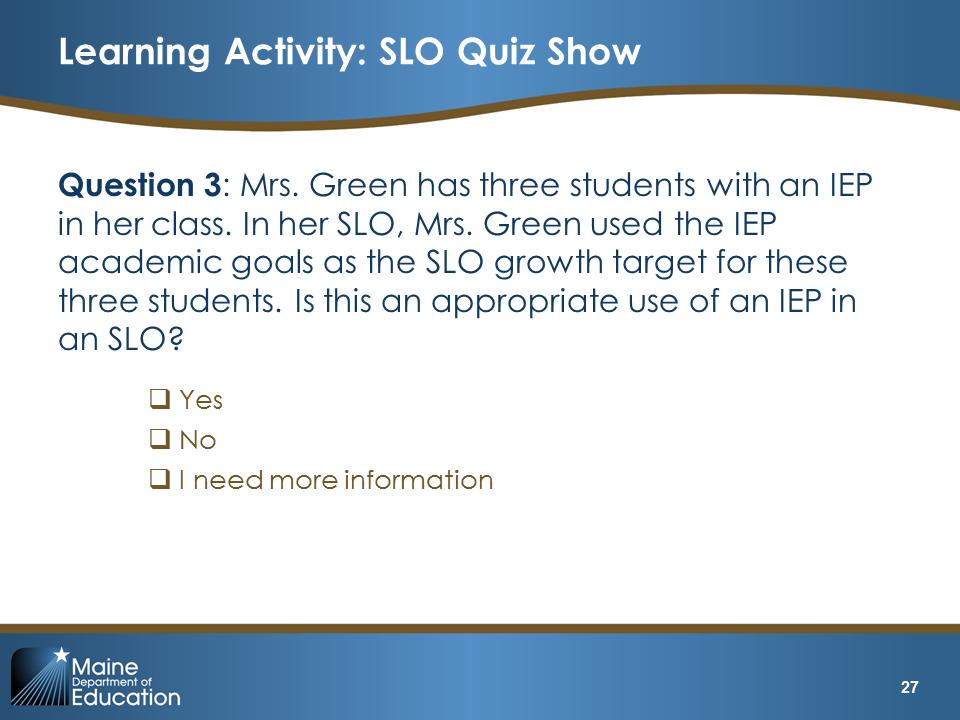 Learning Activity: SLO Quiz Show
Question 3: Mrs. Green has three students with an IEP
in her class. In her SLO, Mrs. Green used the IEP
academic goals as the SLO growth target for these
three students. Is this an appropriate use of an IEP in
an SLO?
❑ Yes
❑ No
❑ I need more information
Maine
Department of
Education
27